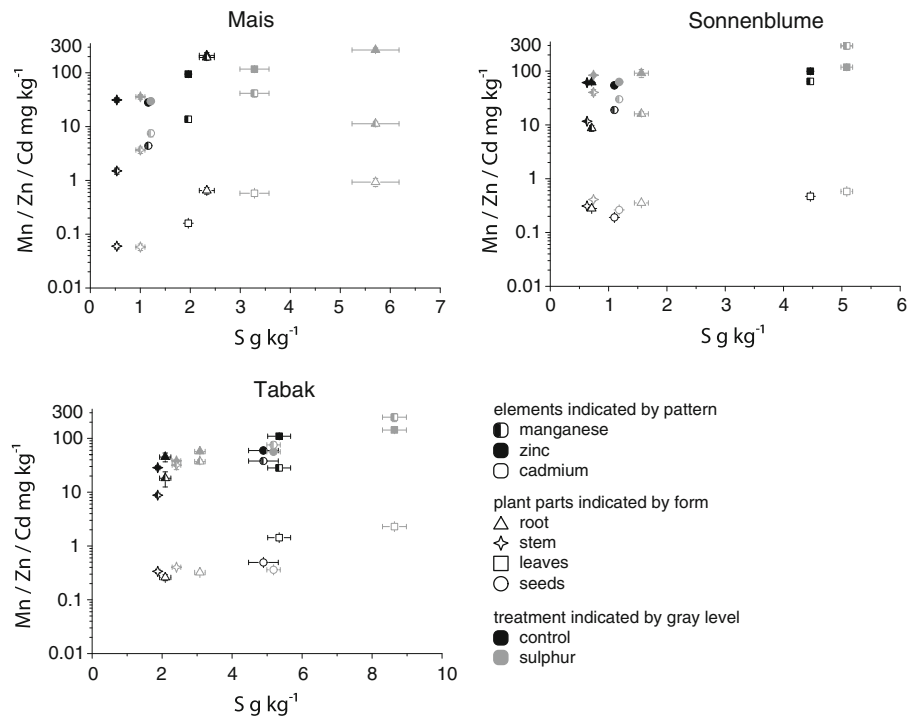 Mais
Mn / Zn / Cd mg kg⁻¹
300
100
10
1
0.1
0.01
0 1 2 3 4 5 6 7
S g kg⁻¹
Sonnenblume
Mn / Zn / Cd mg kg⁻¹
300
100
10
1
0.1
0.01
0 1 2 3 4 5 6
S g kg⁻¹
Tabak
Mn / Zn / Cd mg kg⁻¹
300
100
10
1
0.1
0.01
0 2 4 6 8 10
S g kg⁻¹
elements indicated by pattern
manganese
zinc
cadmium
plant parts indicated by form
root
stem
leaves
seeds
treatment indicated by gray level
control
sulphur